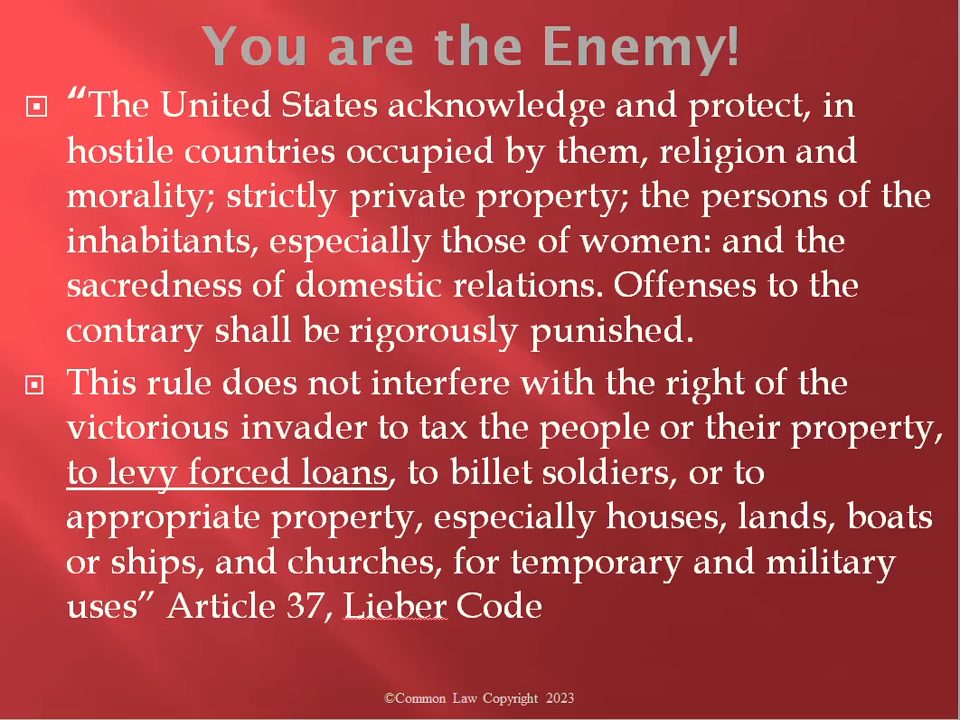 You are the Enemy!
“The United States acknowledge and protect, in
hostile countries occupied by them, religion and
morality; strictly private property; the persons of the
inhabitants, especially those of women: and the
sacredness of domestic relations. Offenses to the
contrary shall be rigorously punished.
This rule does not interfere with the right of the
victorious invader to tax the people or their property,
to levy forced loans, to billet soldiers, or to
appropriate property, especially houses, lands, boats
or ships, and churches, for temporary and military
uses” Article 37, Lieber Code
©Common Law Copyright 2023